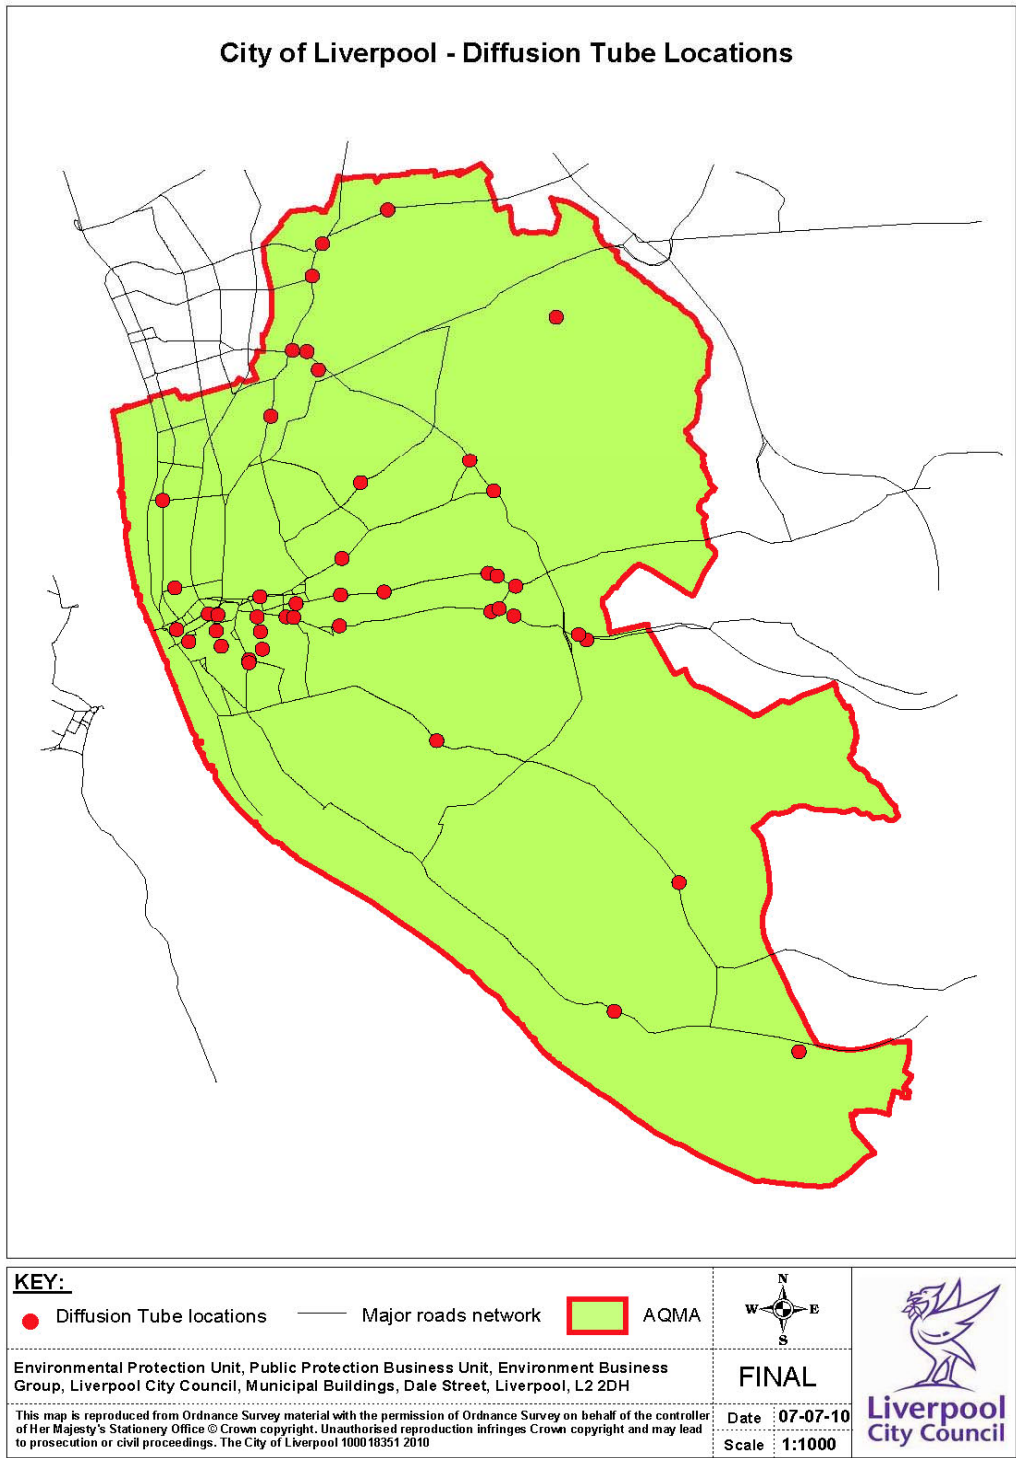 City of Liverpool - Diffusion Tube Locations
KEY:
Diffusion Tube locations
Major roads network
AQMA
N
W E
S
Environmental Protection Unit, Public Protection Business Unit, Environment Business
Group, Liverpool City Council, Municipal Buildings, Dale Street, Liverpool, L2 2DH
FINAL
This map is reproduced from Ordnance Survey material with the permission of Ordnance Survey on behalf of the controller
of Her Majesty's Stationery Office © Crown copyright. Unauthorised reproduction infringes Crown copyright and may lead
to prosecution or civil proceedings. The City of Liverpool 100018351 2010
Date 07-07-10
Scale 1:1000
Liverpool
City Council